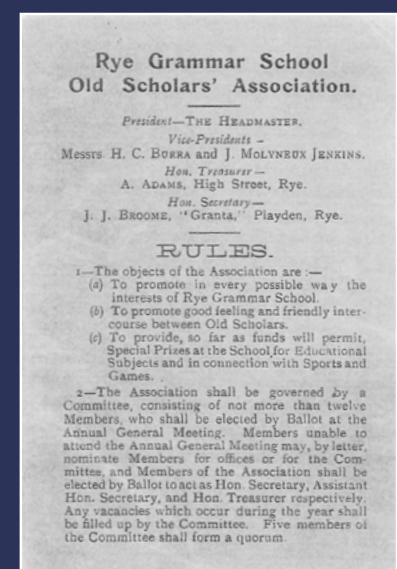 Rye Grammar School
Old Scholars' Association.
President—THE HEADMASTER.
Vice-Presidents –
Messrs H. C. BURRA and J. MOLYNEUX JENKINS.
Hon. Treasurer—
A. ADAMS, High Street, Rye.
Hon. Secretary—
J. J. BROOME, "Granta," Playden, Rye.
RULES.
1—The objects of the Association are :—
(a) To promote in every possible way the
interests of Rye Grammar School.
(b) To promote good feeling and friendly inter-
course between Old Scholars.
(c) To provide, so far as funds will permit,
Special Prizes at the School for Educational
Subjects and in connection with Sports and
Games.
2—The Association shall be governed by a
Committee, consisting of not more than twelve
Members, who shall be elected by Ballot at the
Annual General Meeting. Members unable to
attend the Annual General Meeting may, by letter,
nominate Members for offices or for the Com-
mittee, and Members of the Association shall be
elected by Ballot to act as Hon. Secretary, Assistant
Hon. Secretary, and Hon. Treasurer respectively.
Any vacancies which occur during the year shall
be filled up by the Committee. Five members of
the Committee shall form a quorum.